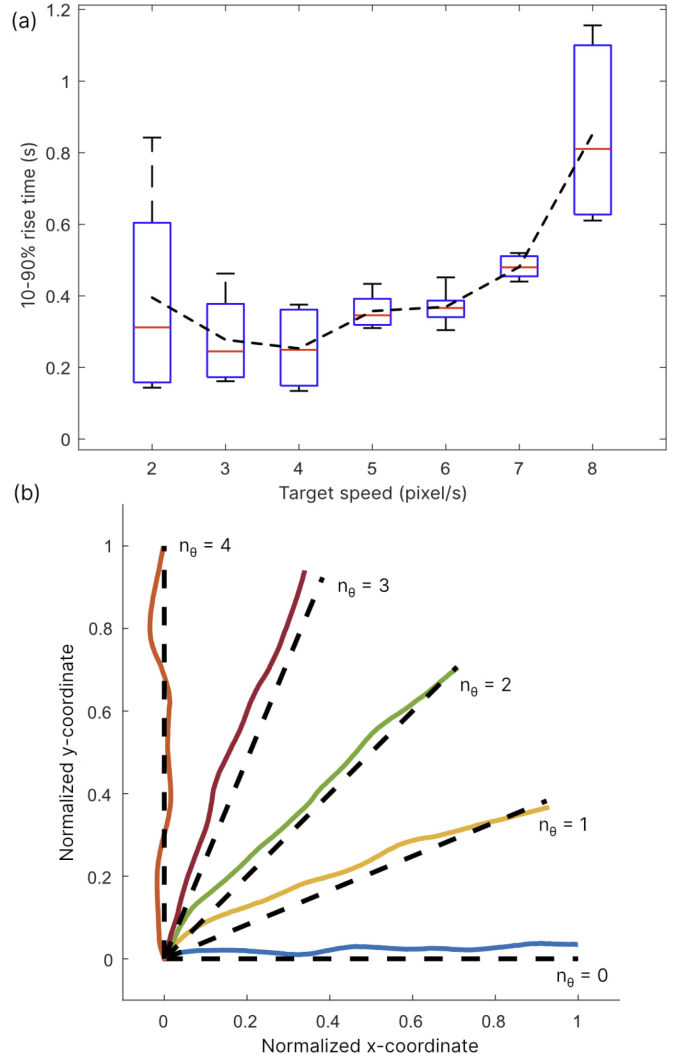 (a)
1.2
1
0.8
0.6
0.4
0.2
0
10-90% rise time (s)
2 3 4 5 6 7 8
Target speed (pixel/s)
(b)
1
0.8
0.6
0.4
0.2
0
Normalized y-coordinate
nθ = 4
nθ = 3
nθ = 2
nθ = 1
nθ = 0
0 0.2 0.4 0.6 0.8 1
Normalized x-coordinate